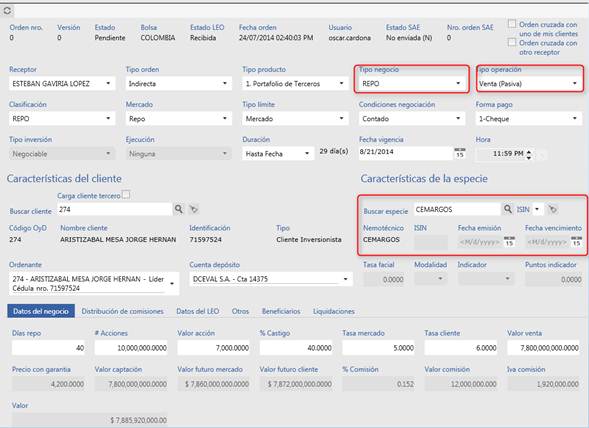 Orden nro. Versión Estado Bolsa Estado LEO Fecha orden Usuario Estado SAE Nro. orden SAE Orden cruzada con uno de mis clientes
0 0 Pendiente COLOMBIA Recibida 24/07/2014 02:40:03 PM oscar.cardona No enviada (N) 0 Orden cruzada con otro receptor
Receptor Tipo orden Tipo producto Tipo negocio Tipo operación
ESTEBAN GAVIRIA LOPEZ Indirecta 1. Portafolio de Terceros REPO Venta (Pasiva)
Clasificación Mercado Tipo límite Condiciones negociación Forma pago
REPO Repo Mercado Contado 1-Cheque
Tipo inversión Ejecución Duración Fecha vigencia Hora
Negociable Ninguna Hasta Fecha 29 día(s) 8/21/2014 15 11:59 PM
Características del cliente Características de la especie
Carga cliente tercero
Buscar cliente 274 Buscar especie CEMARGOS ISIN
Código OyD Nombre cliente Identificación Tipo Nemotécnico ISIN Fecha emisión Fecha vencimiento
274 ARISTIZABAL MESA JORGE HERNAN 71597524 Cliente Inversionista CEMARGOS <M/d/yyyy> 15 <M/d/yyyy> 15
Ordenante Cuenta depósito Tasa facial Modalidad Indicador Puntos indicador
274 - ARISTIZABAL MESA JORGE HERNAN - Líder DCEVAL S.A. - Cta 14375 0.0000 0.0000
Cédula nro. 71597524
Datos del negocio Distribución de comisiones Datos del LEO Otros Beneficiarios Liquidaciones
Días repo # Acciones Valor acción % Castigo Tasa mercado Tasa cliente Valor venta
40 10,000,000.0000 7,000.0000 40.0000 5.0000 6.0000 7,800,000,000.0000
Precio con garantia Valor captación Valor futuro mercado Valor futuro cliente % Comisión Valor comisión Iva comisión
4,200.0000 7,800,000,000.0000 $ 7,860,000,000.0000 $ 7,872,000,000.0000 0.152 12,000,000.0000 1,920,000.0000
Valor
$ 7,885,920,000.00